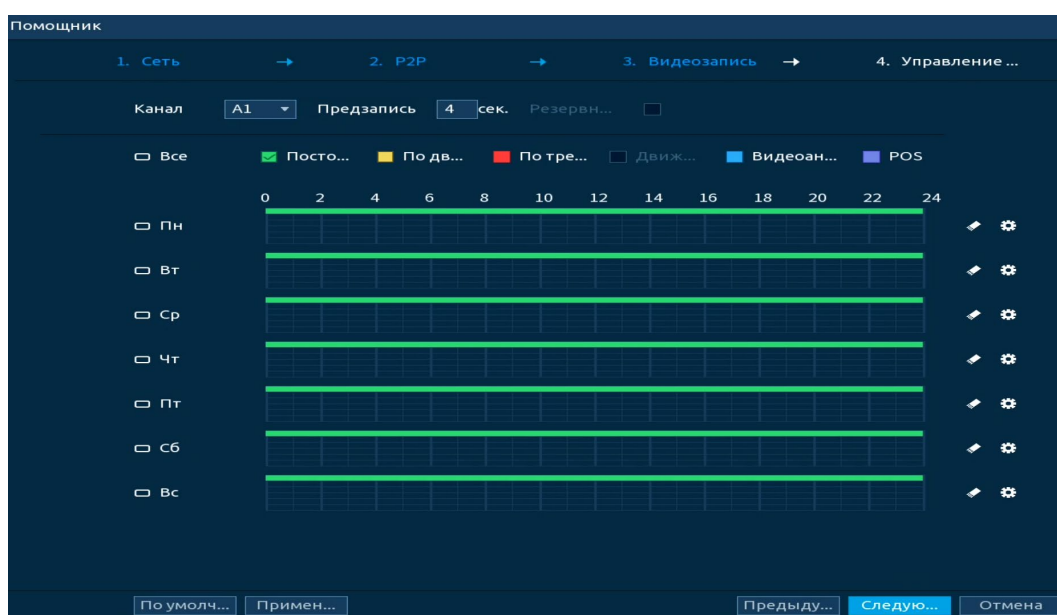 Помощник
1. Сеть → 2. P2P → 3. Видеозапись → 4. Управление ...
Канал A1 Предзапись 4 сек. Резервн...
Все Посто... По дв... По тре... Движ... Видеоан... POS
0 2 4 6 8 10 12 14 16 18 20 22 24
Пн
Вт
Ср
Чт
Пт
Сб
Вс
По умолч... Примен... Предыду... Следую... Отмена